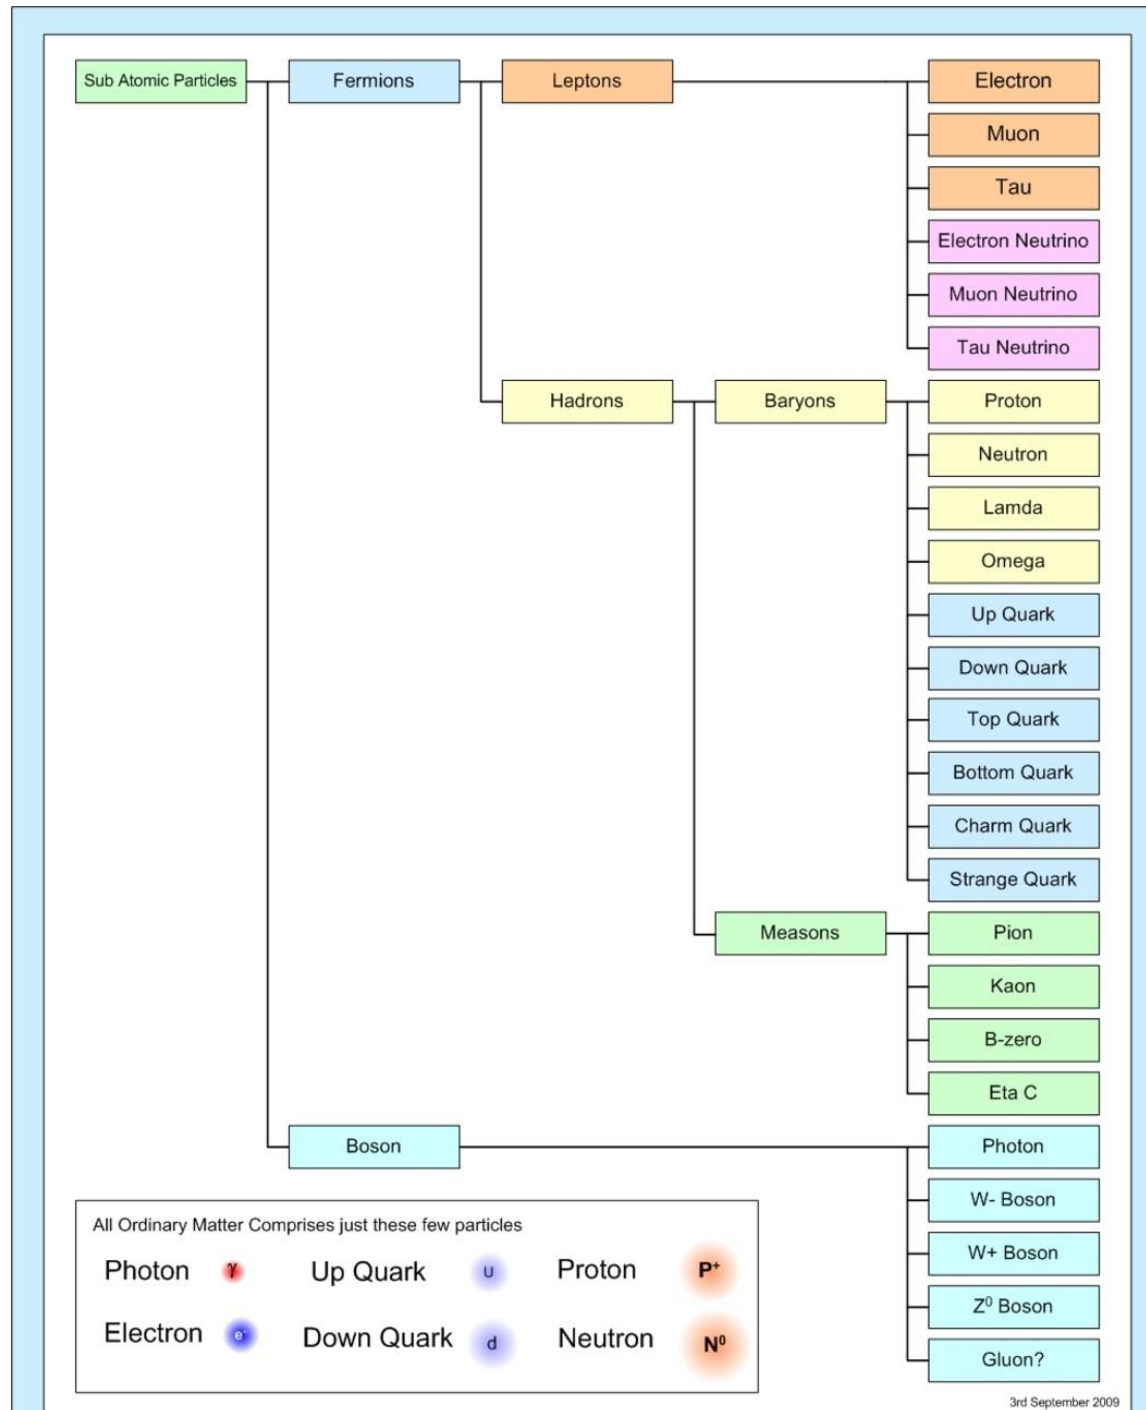 Sub Atomic Particles
Fermions
Leptons
Electron
Muon
Tau
Electron Neutrino
Muon Neutrino
Tau Neutrino
Hadrons
Baryons
Proton
Neutron
Lamda
Omega
Up Quark
Down Quark
Top Quark
Bottom Quark
Charm Quark
Strange Quark
Measons
Pion
Kaon
B-zero
Eta C
Boson
Photon
W- Boson
W+ Boson
Z⁰ Boson
Gluon?
All Ordinary Matter Comprises just these few particles
Photon γ Up Quark U Proton P⁺
Electron e⁻ Down Quark d Neutron N⁰
3rd September 2009